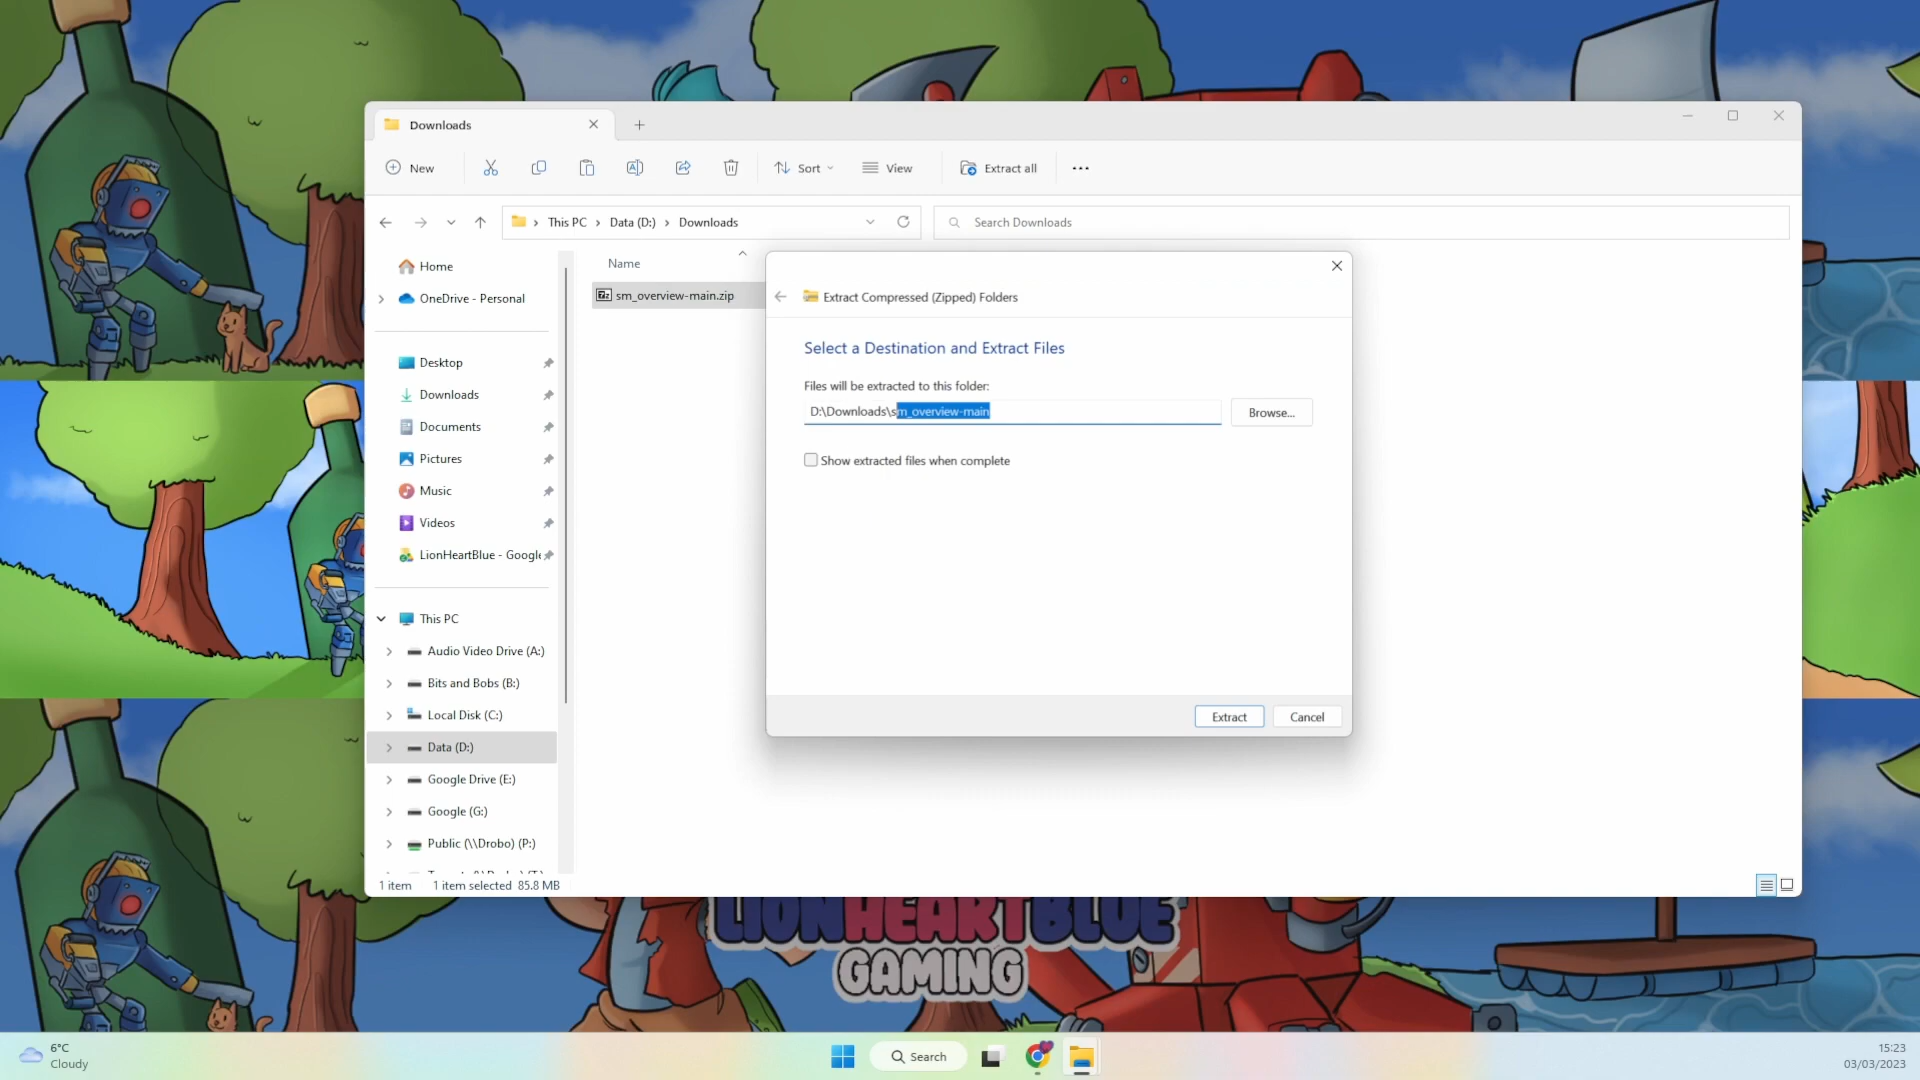 Downloads
New
Sort
View
Extract all
This PC > Data (D:) > Downloads
Search Downloads
Home
OneDrive - Personal
Desktop
Downloads
Documents
Pictures
Music
Videos
LionHeartBlue - Google
This PC
Audio Video Drive (A:)
Bits and Bobs (B:)
Local Disk (C:)
Data (D:)
Google Drive (E:)
Google (G:)
Public (\\Drobo) (P:)
1 item 1 item selected 85.8 MB
Name
sm_overview-main.zip
Extract Compressed (Zipped) Folders
Select a Destination and Extract Files
Files will be extracted to this folder:
D:\Downloads\sm_overview-main
Browse...
Show extracted files when complete
Extract
Cancel
LIONHEARTBLUE
GAMING
6°C
Cloudy
Search
15:23
03/03/2023